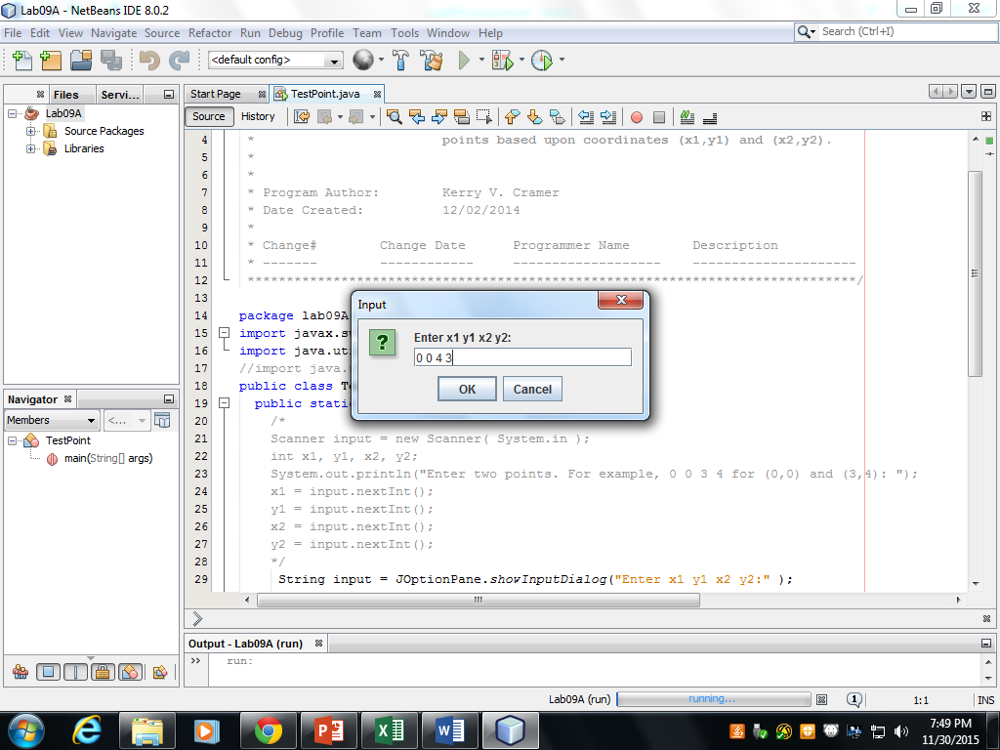 Lab09A - NetBeans IDE 8.0.2
File Edit View Navigate Source Refactor Run Debug Profile Team Tools Window Help
Search (Ctrl+I)
<default config>
Files Servi...
Start Page TestPoint.java
Source History
Lab09A
Source Packages
Libraries
4 * points based upon coordinates (x1,y1) and (x2,y2).
5 *
6 *
7 * Program Author: Kerry V. Cramer
8 * Date Created: 12/02/2014
9 *
10 * Change# Change Date Programmer Name Description
11 * ------- ------------ ------------------- ---------------------
12 ******************************************************************************/
13
14 package lab09A
15 import javax.s
16 import java.ut
17 //import java.
18 public class T
19 public stati
20 /*
21 Scanner input = new Scanner( System.in );
22 int x1, y1, x2, y2;
23 System.out.println("Enter two points. For example, 0 0 3 4 for (0,0) and (3,4): ");
24 x1 = input.nextInt();
25 y1 = input.nextInt();
26 x2 = input.nextInt();
27 y2 = input.nextInt();
28 */
29 String input = JOptionPane.showInputDialog("Enter x1 y1 x2 y2:" );
Input
Enter x1 y1 x2 y2:
0 0 4 3
OK Cancel
Navigator
Members <...
TestPoint
main(String[] args)
Output - Lab09A (run)
>> run:
Lab09A (run) running... 1 1:1 INS
7:49 PM
11/30/2015